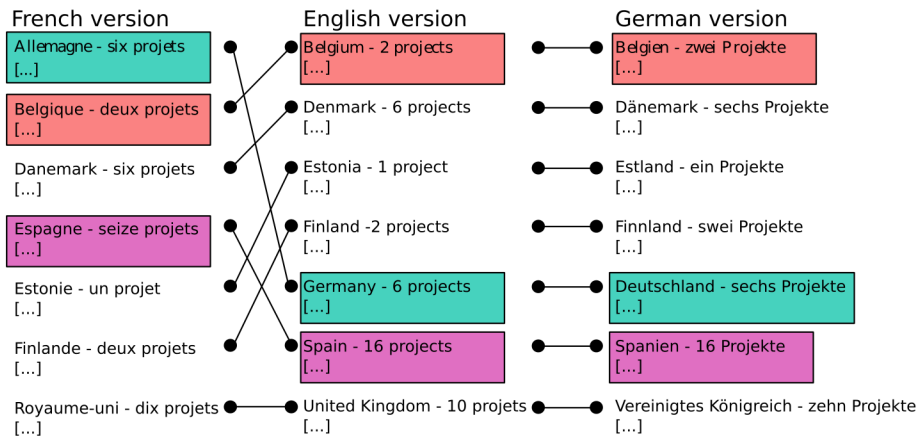 French version
Allemagne - six projets
[...]
Belgique - deux projets
[...]
Danemark - six projets
[...]
Espagne - seize projets
[...]
Estonie - un projet
[...]
Finlande - deux projets
[...]
Royaume-uni - dix projets
[...]
English version
Belgium - 2 projects
[...]
Denmark - 6 projects
[...]
Estonia - 1 project
[...]
Finland -2 projects
[...]
Germany - 6 projects
[...]
Spain - 16 projects
[...]
United Kingdom - 10 projets
[...]
German version
Belgien - zwei Projekte
[...]
Dänemark - sechs Projekte
[...]
Estland - ein Projekte
[...]
Finnland - swei Projekte
[...]
Deutschland - sechs Projekte
[...]
Spanien - 16 Projekte
[...]
Vereinigtes Königreich - zehn Projekte
[...]